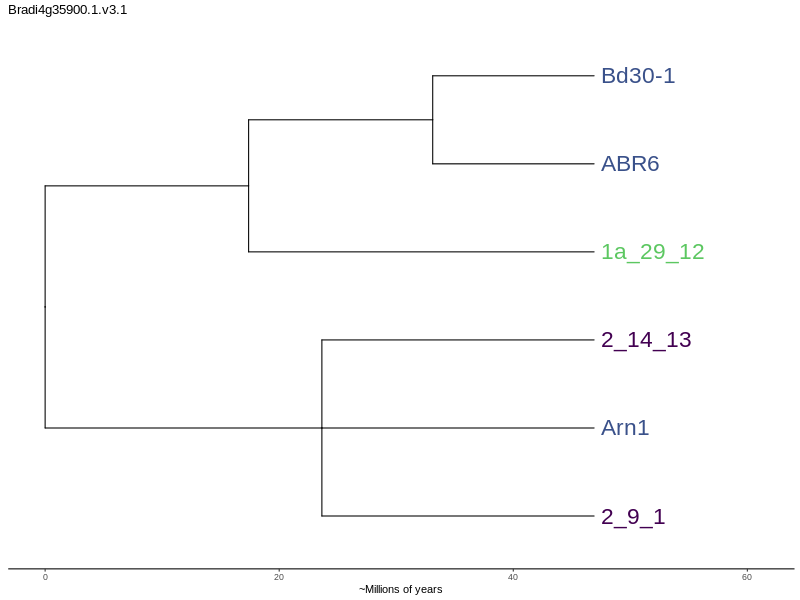 Bradi4g35900.1.v3.1
Bd30-1
ABR6
1a_29_12
2_14_13
Arn1
2_9_1
0 20 40 60
~Millions of years